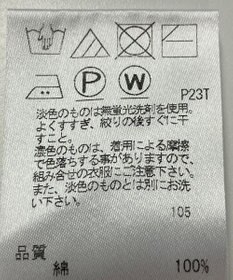 P
W
P23T
淡色のものは無蛍光洗剤を使用。
よくすすぎ、絞りの後すぐに干
すこと。
濃色のものは、着用による摩擦
で色落ちする事がありますので、
組み合せの衣服にご注意下さい。
また、淡色のものとは別にお洗
い下さい。
105
品質
綿 100%